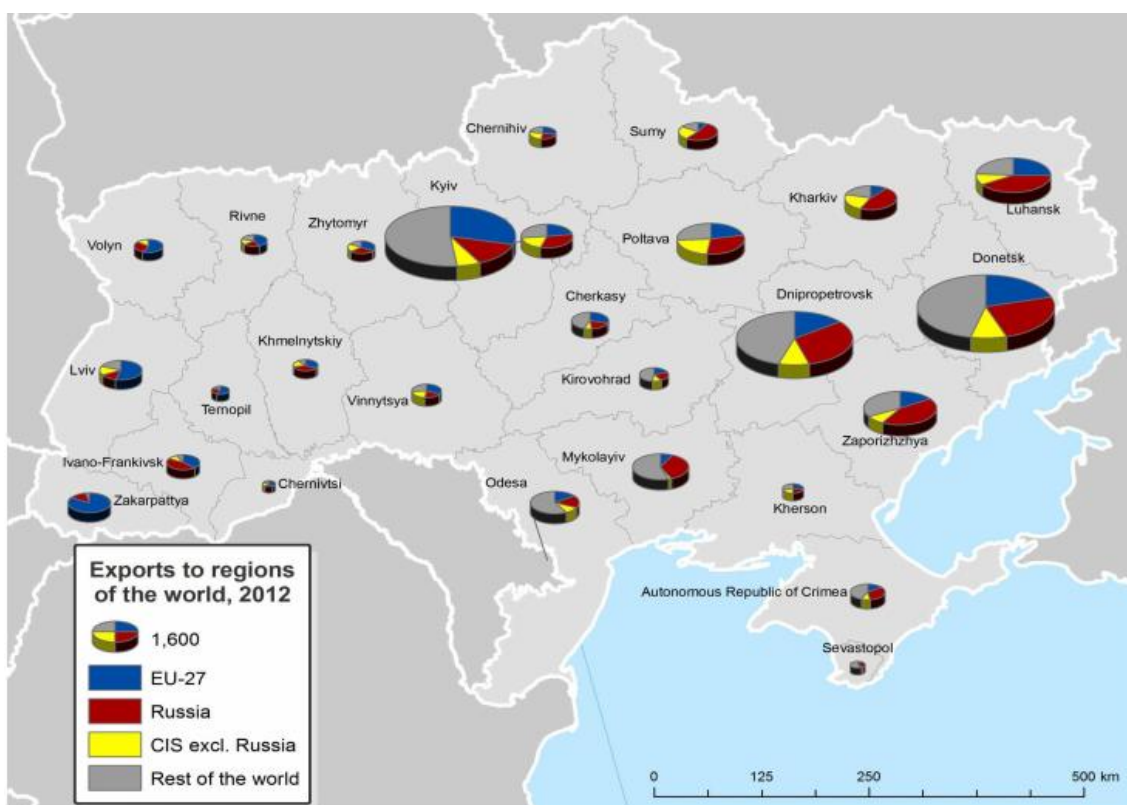 Chernihiv
Sumy
Kyiv
Kharkiv
Luhansk
Rivne
Zhytomyr
Volyn
Poltava
Donetsk
Cherkasy
Dnipropetrovsk
Khmelnytskiy
Lviv
Kirovohrad
Ternopil
Vinnytsya
Zaporizhzhya
Ivano-Frankivsk
Mykolayiv
Chernivtsi
Odesa
Zakarpattya
Kherson
Exports to regions
of the world, 2012
1,600
EU-27
Russia
CIS excl. Russia
Rest of the world
Autonomous Republic of Crimea
Sevastopol
0 125 250 500 km